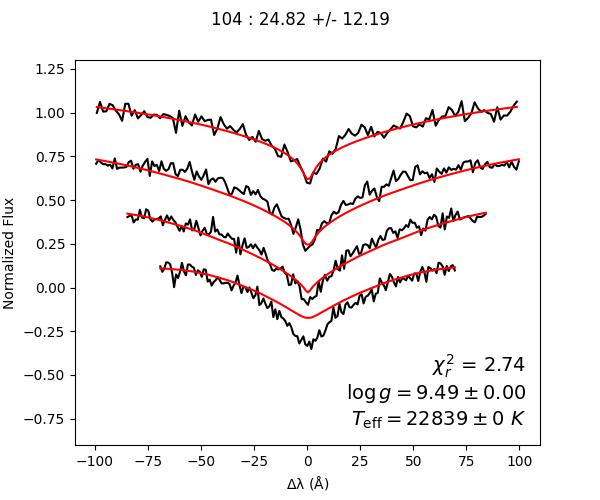 104 : 24.82 +/- 12.19
Normalized Flux
1.25
1.00
0.75
0.50
0.25
0.00
−0.25
−0.50
−0.75
χ²ᵣ = 2.74
log g = 9.49 ± 0.00
T_eff = 22839 ± 0 K
−100 −75 −50 −25 0 25 50 75 100
Δλ (Å)